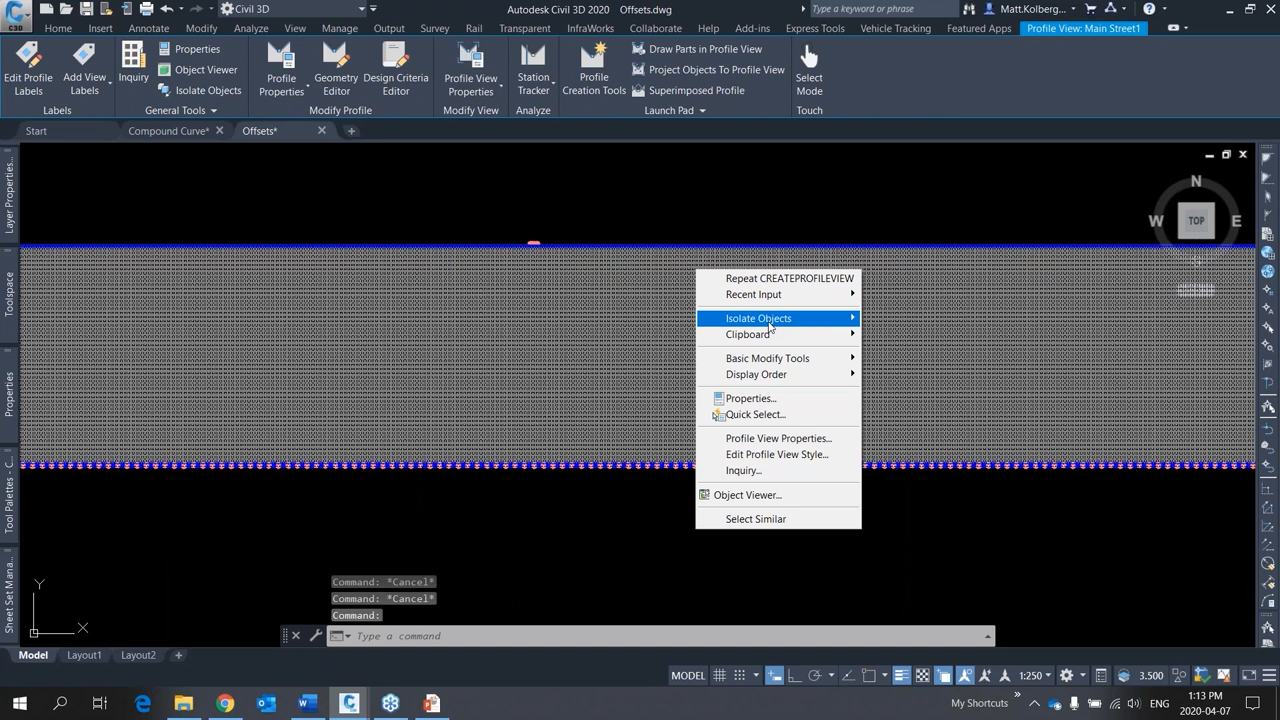 Civil 3D
Autodesk Civil 3D 2020 Offsets.dwg
Type a keyword or phrase
Matt.Kolberg...
C3D
Home Insert Annotate Modify Analyze View Manage Output Survey Rail Transparent InfraWorks Collaborate Help Add-ins Express Tools Vehicle Tracking Featured Apps Profile View: Main Street1
Edit Profile Labels
Add View Labels
Labels
Inquiry
Properties
Object Viewer
Isolate Objects
General Tools
Profile Properties
Geometry Editor
Design Criteria Editor
Modify Profile
Profile View Properties
Modify View
Station Tracker
Analyze
Profile Creation Tools
Draw Parts in Profile View
Project Objects To Profile View
Superimposed Profile
Launch Pad
Select Mode
Touch
Start Compound Curve* Offsets*
Layer Properties...
Toolspace
Properties
Tool Palettes - C...
Sheet Set Mana...
N
W TOP E
S
Repeat CREATEPROFILEVIEW
Recent Input
Isolate Objects
Clipboard
Basic Modify Tools
Display Order
Properties...
Quick Select...
Profile View Properties...
Edit Profile View Style...
Inquiry...
Object Viewer...
Select Similar
Y
X
Command: *Cancel*
Command: *Cancel*
Command:
Type a command
Model Layout1 Layout2
MODEL 1:250 3.500
My Shortcuts
ENG
1:13 PM
2020-04-07